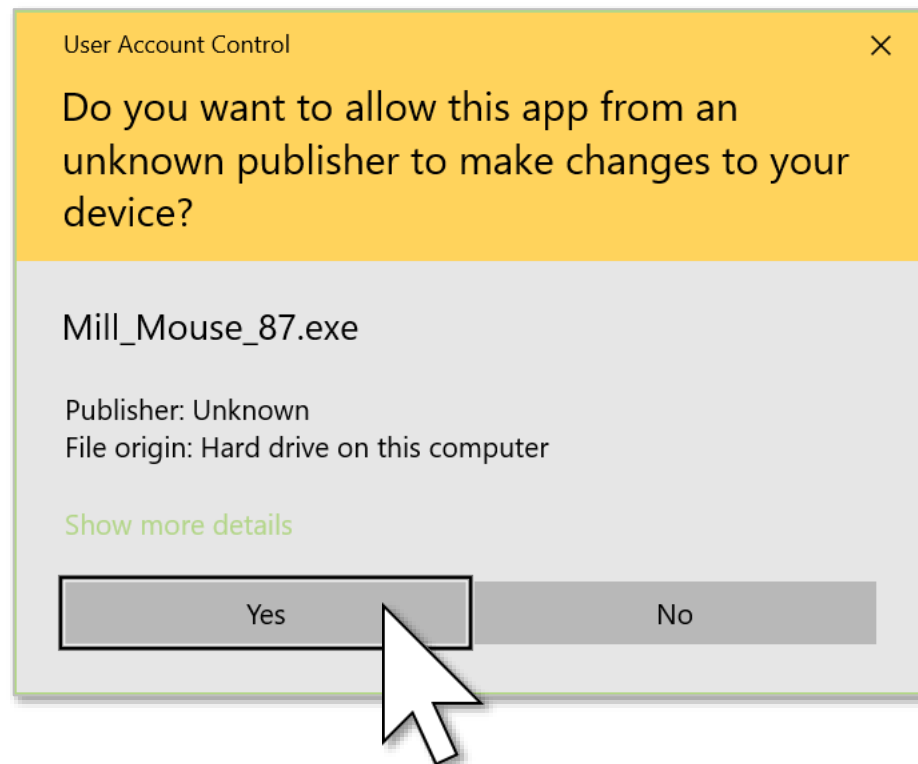 User Account Control
Do you want to allow this app from an
unknown publisher to make changes to your
device?
Mill_Mouse_87.exe
Publisher: Unknown
File origin: Hard drive on this computer
Show more details
Yes
No